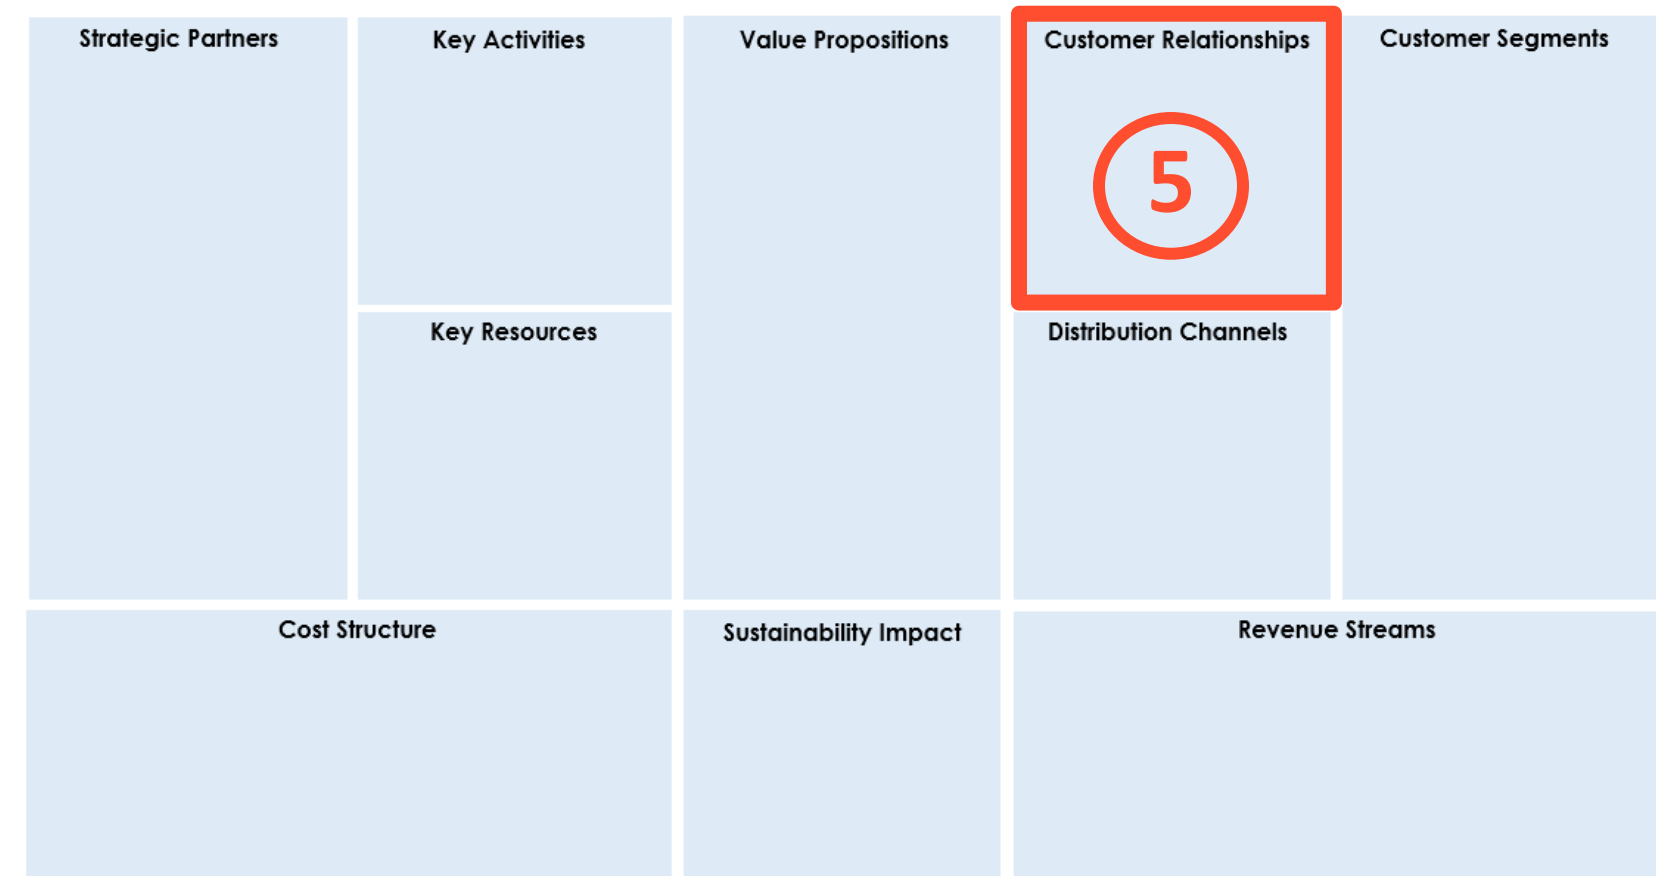 Strategic Partners
Key Activities
Value Propositions
Customer Relationships
Customer Segments
5
Key Resources
Distribution Channels
Cost Structure
Sustainability Impact
Revenue Streams